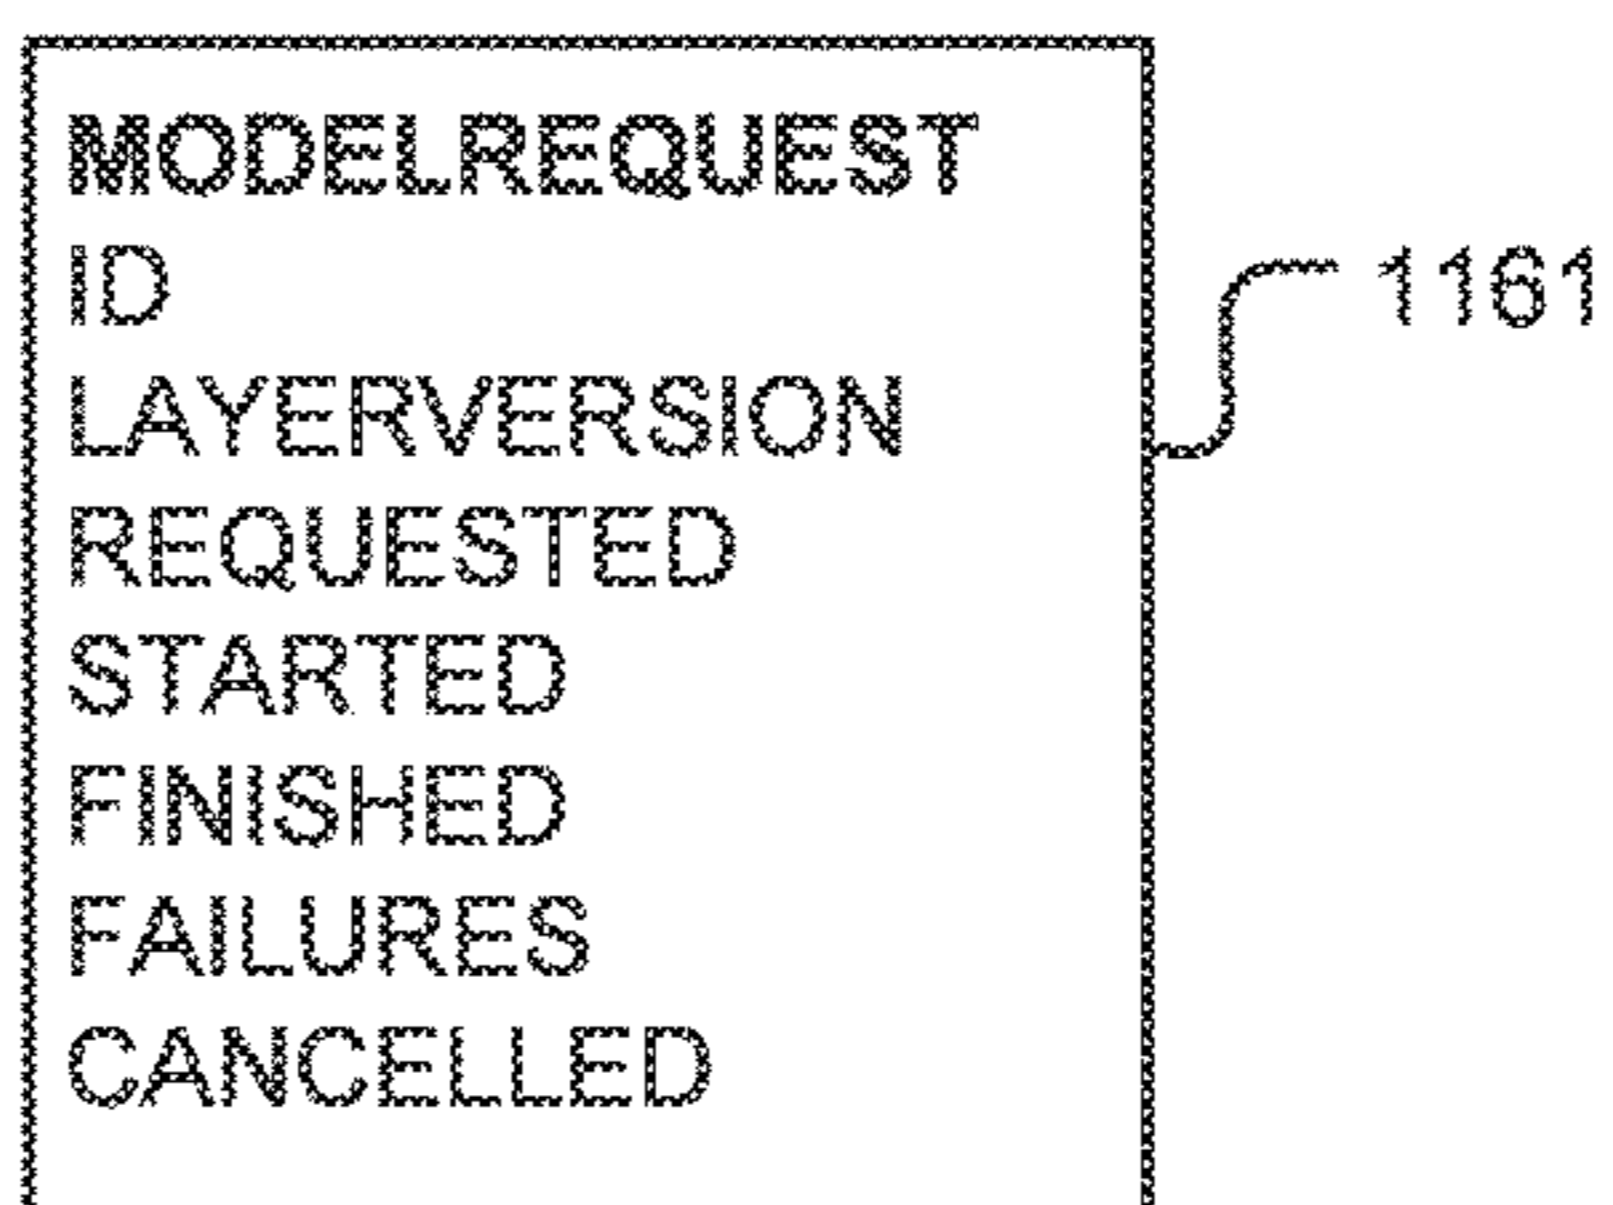 MODELREQUEST
ID
LAYERVERSION
REQUESTED
STARTED
FINISHED
FAILURES
CANCELLED
1161